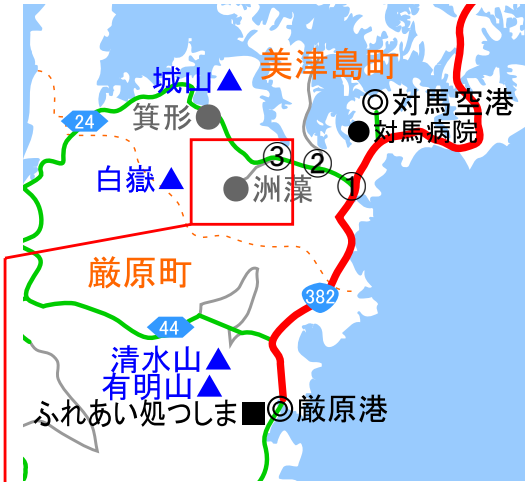 美津島町
城山
24
箕形
◎対馬空港
対馬病院
③
②
①
白嶽
洲藻
厳原町
382
44
清水山
有明山
ふれあい処つしま
◎厳原港